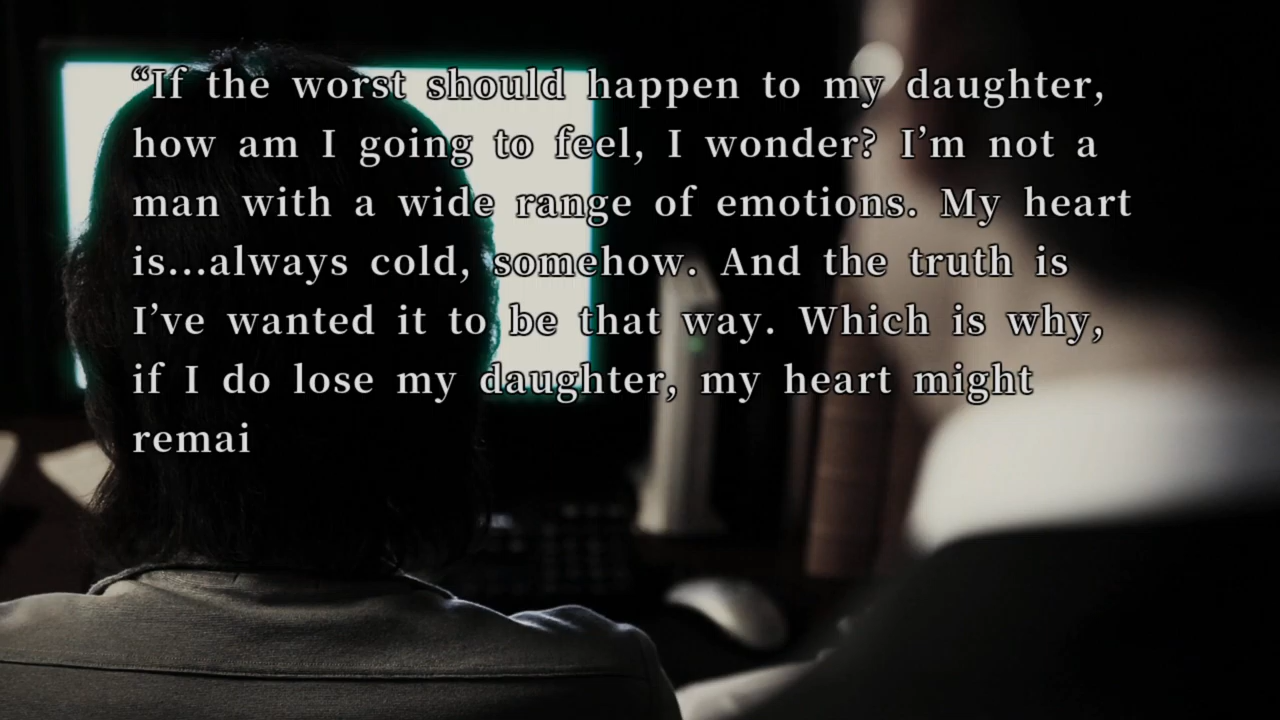 “If the worst should happen to my daughter,
how am I going to feel, I wonder? I’m not a
man with a wide range of emotions. My heart
is...always cold, somehow. And the truth is
I’ve wanted it to be that way. Which is why,
if I do lose my daughter, my heart might
remai